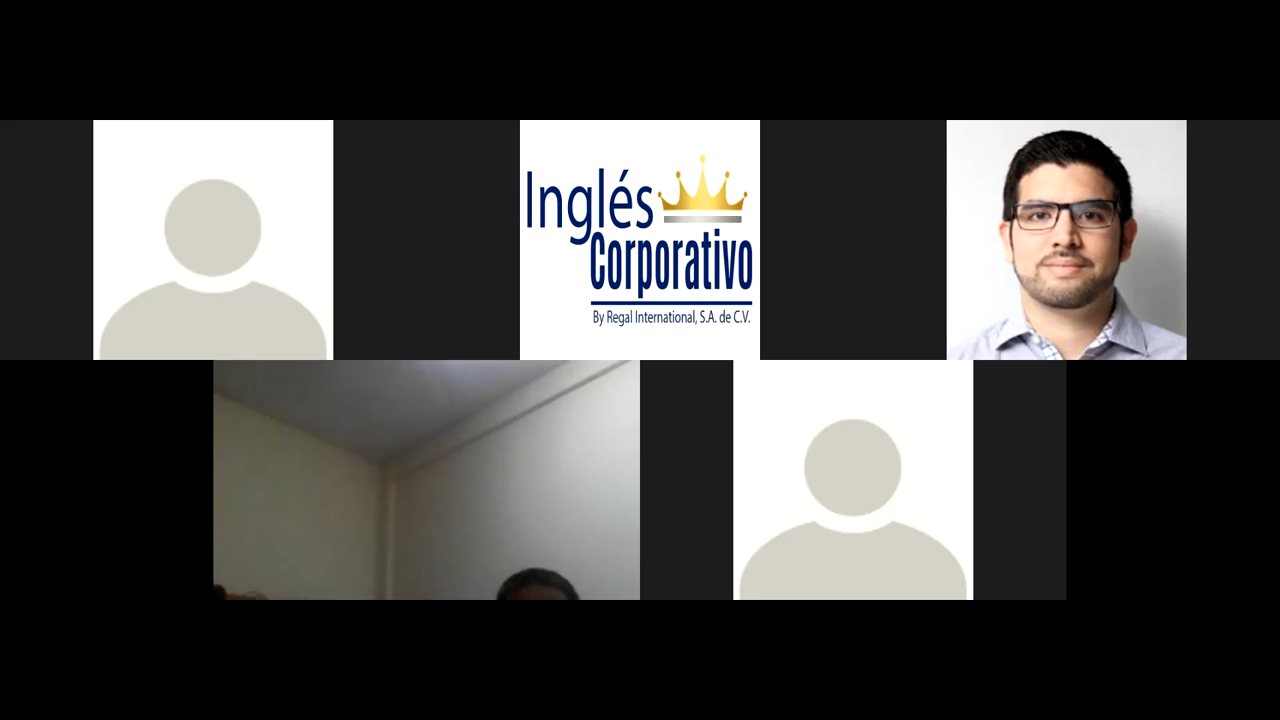 Inglés
Corporativo
By Regal International, S.A. de C.V.